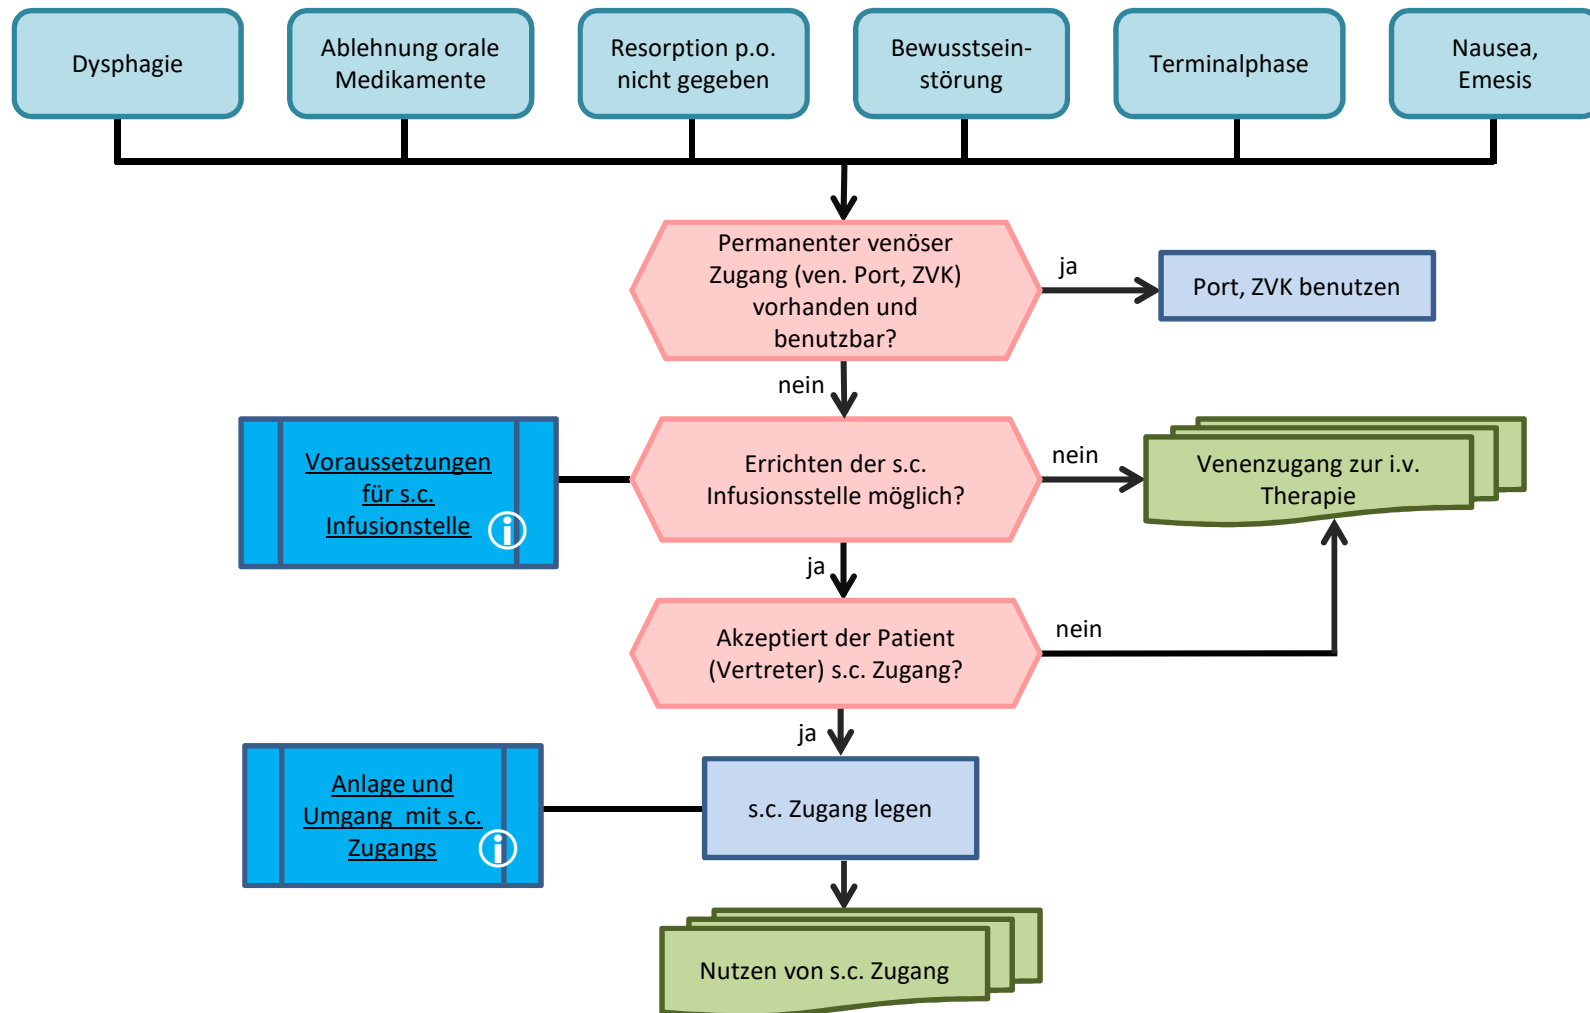 Dysphagie
Ablehnung orale
Medikamente
Resorption p.o.
nicht gegeben
Bewusstsein-
störung
Terminalphase
Nausea,
Emesis
Permanenter venöser
Zugang (ven. Port, ZVK)
vorhanden und
benutzbar?
ja
Port, ZVK benutzen
nein
Voraussetzungen
für s.c.
Infusionstelle
Errichten der s.c.
Infusionsstelle möglich?
nein
Venenzugang zur i.v.
Therapie
ja
Akzeptiert der Patient
(Vertreter) s.c. Zugang?
nein
ja
Anlage und
Umgang  mit s.c.
Zugangs
s.c. Zugang legen
Nutzen von s.c. Zugang